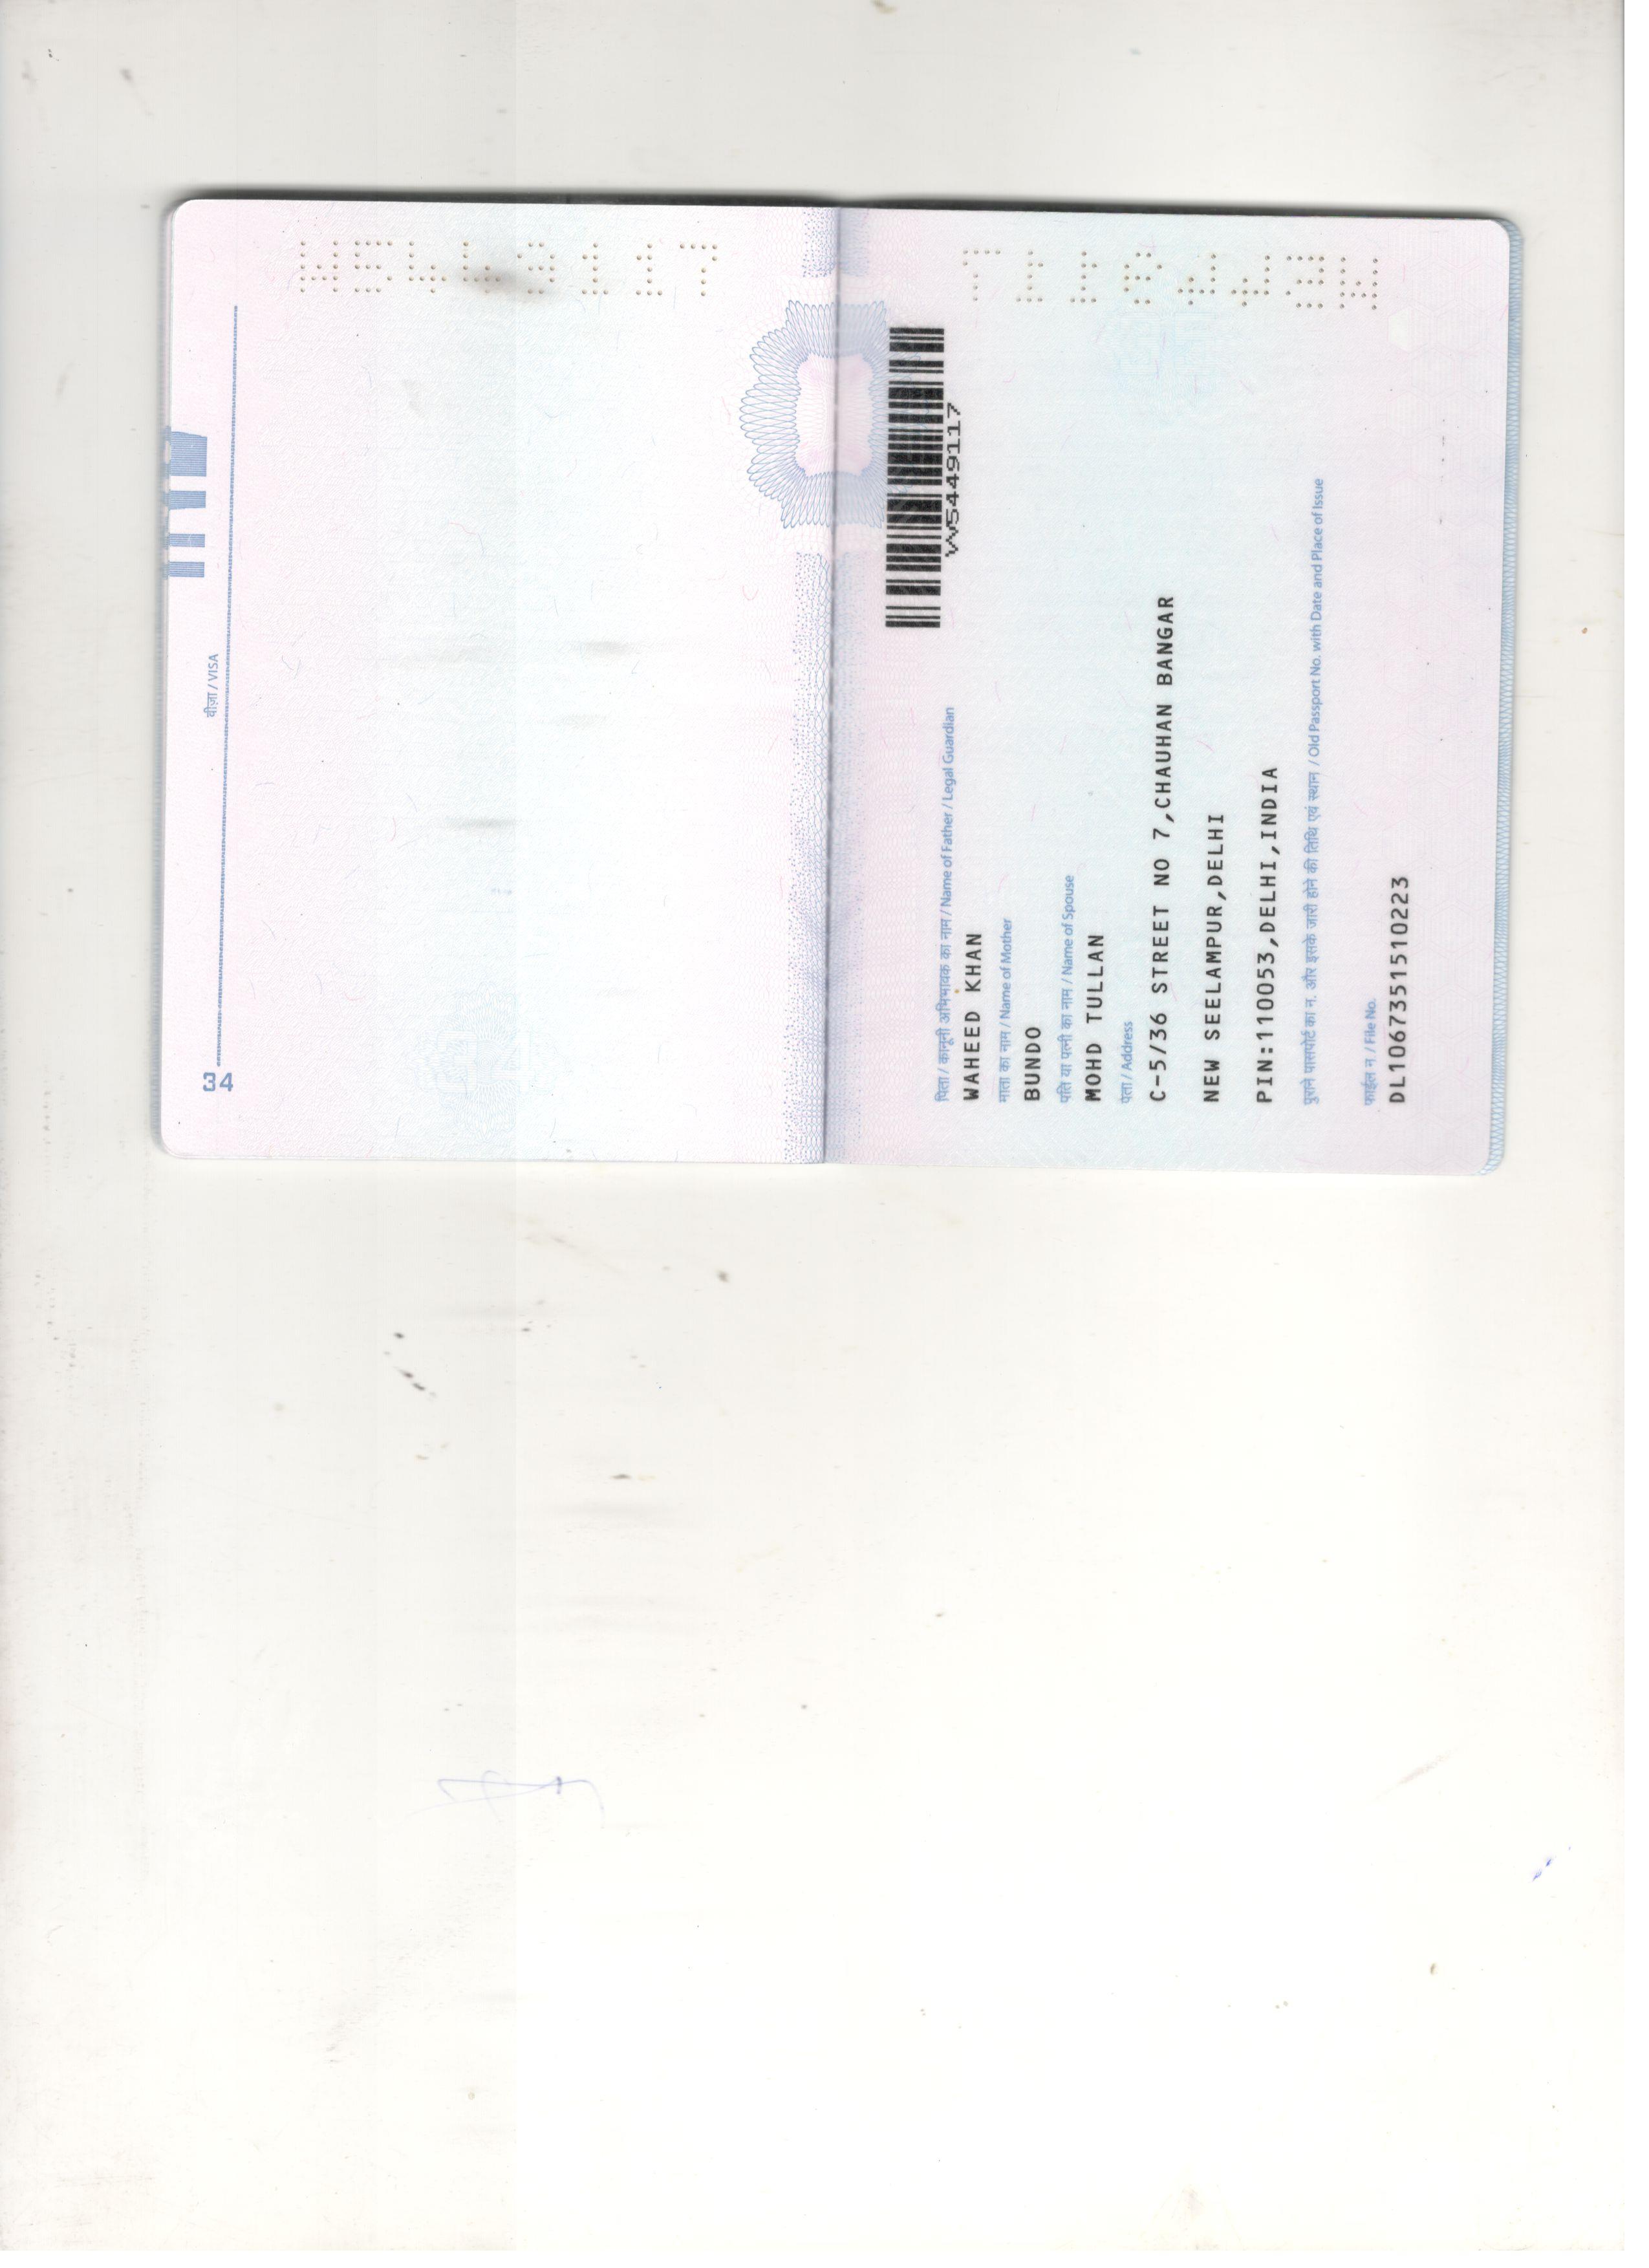 34
वीज़ा / VISA
W5449117
W5449117
W5449117
पिता / कानूनी अभिभावक का नाम / Name of Father / Legal Guardian
WAHEED KHAN
माता का नाम / Name of Mother
BUNDO
पति या पत्नी का नाम / Name of Spouse
MOHD TULLAN
पता / Address
C-5/36 STREET NO 7,CHAUHAN BANGAR
NEW SEELAMPUR,DELHI
PIN:110053,DELHI,INDIA
पुराने पासपोर्ट का न. और इसके जारी होने की तिथि एवं स्थान / Old Passport No. with Date and Place of Issue
फाईल न / File No.
DL1067351510223